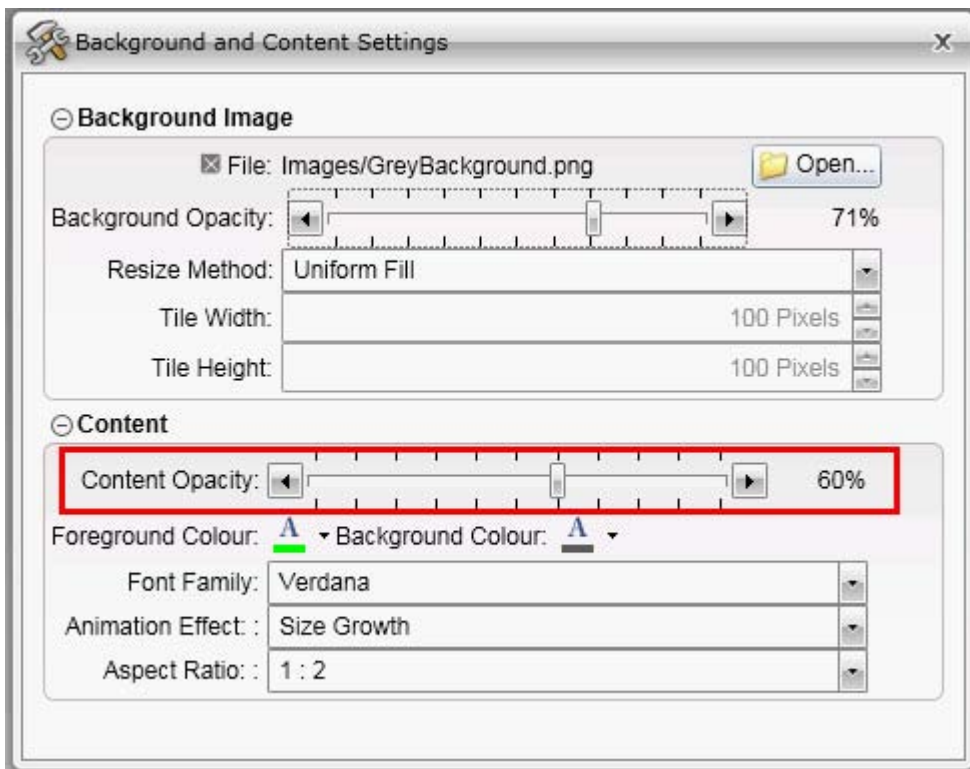 Background and Content Settings
Background Image
File: Images/GreyBackground.png Open...
Background Opacity: 71%
Resize Method: Uniform Fill
Tile Width: 100 Pixels
Tile Height: 100 Pixels
Content
Content Opacity: 60%
Foreground Colour: A Background Colour: A
Font Family: Verdana
Animation Effect: : Size Growth
Aspect Ratio: : 1 : 2